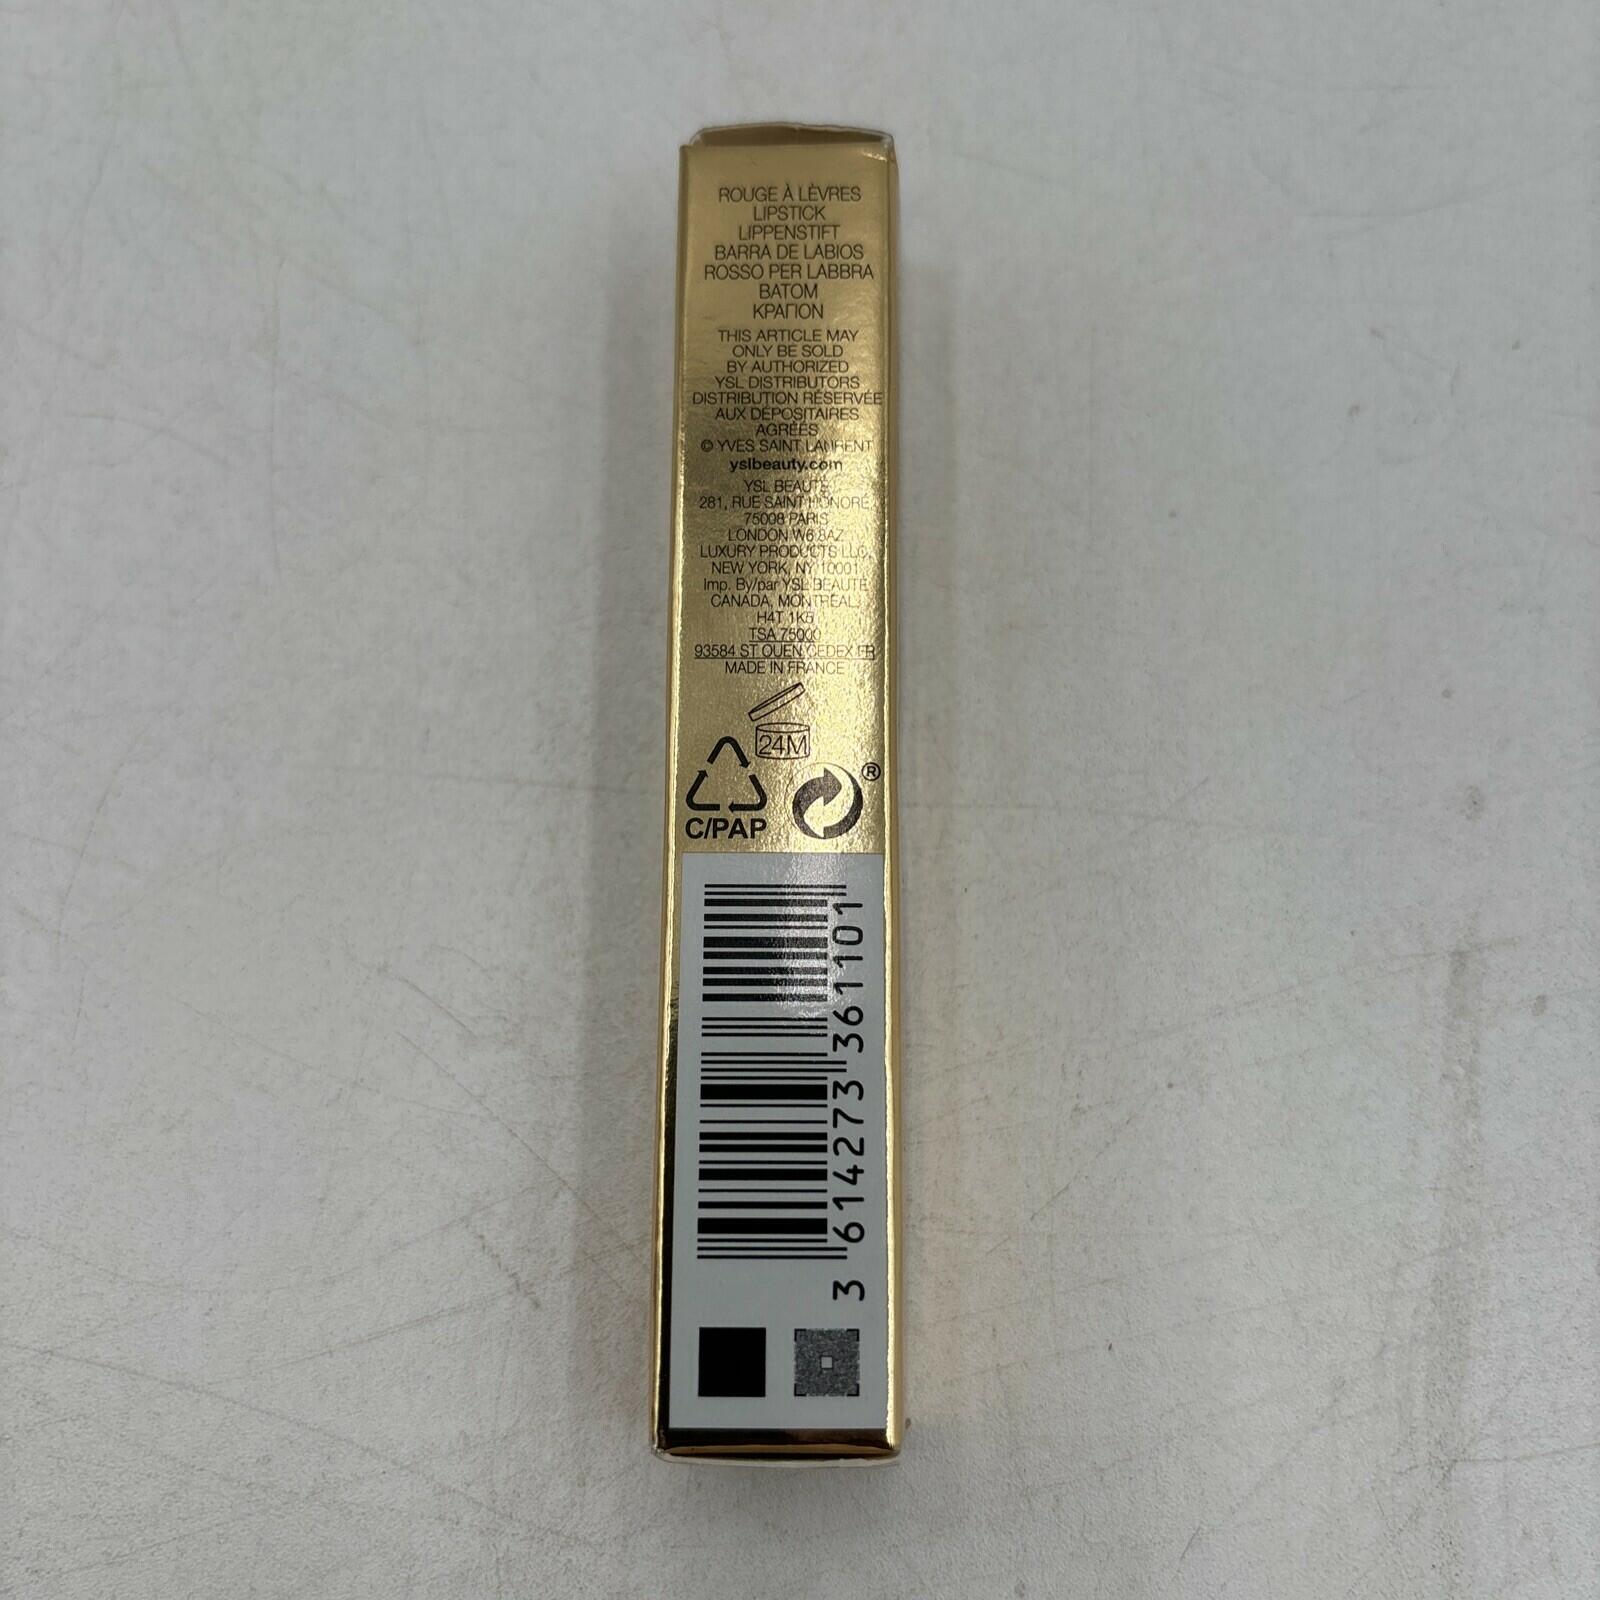 ROUGE À LÈVRES
LIPSTICK
LIPPENSTIFT
BARRA DE LABIOS
ROSSO PER LABBRA
BATOM
ΚΡΑΓΙΟΝ
THIS ARTICLE MAY
ONLY BE SOLD
BY AUTHORIZED
YSL DISTRIBUTORS
DISTRIBUTION RÉSERVÉE
AUX DÉPOSITAIRES
AGRÉÉS
© YVES SAINT LAURENT
yslbeauty.com
YSL BEAUTÉ
281, RUE SAINT HONORÉ,
75008 PARIS
LONDON W6 8AZ
LUXURY PRODUCTS LLC,
NEW YORK, NY 10001
Imp. By/par YSL BEAUTÉ
CANADA, MONTRÉAL,
H4T 1K5
TSA 75000
93584 ST OUEN CEDEX FR
MADE IN FRANCE
24M
®
C/PAP
3 614273 361101